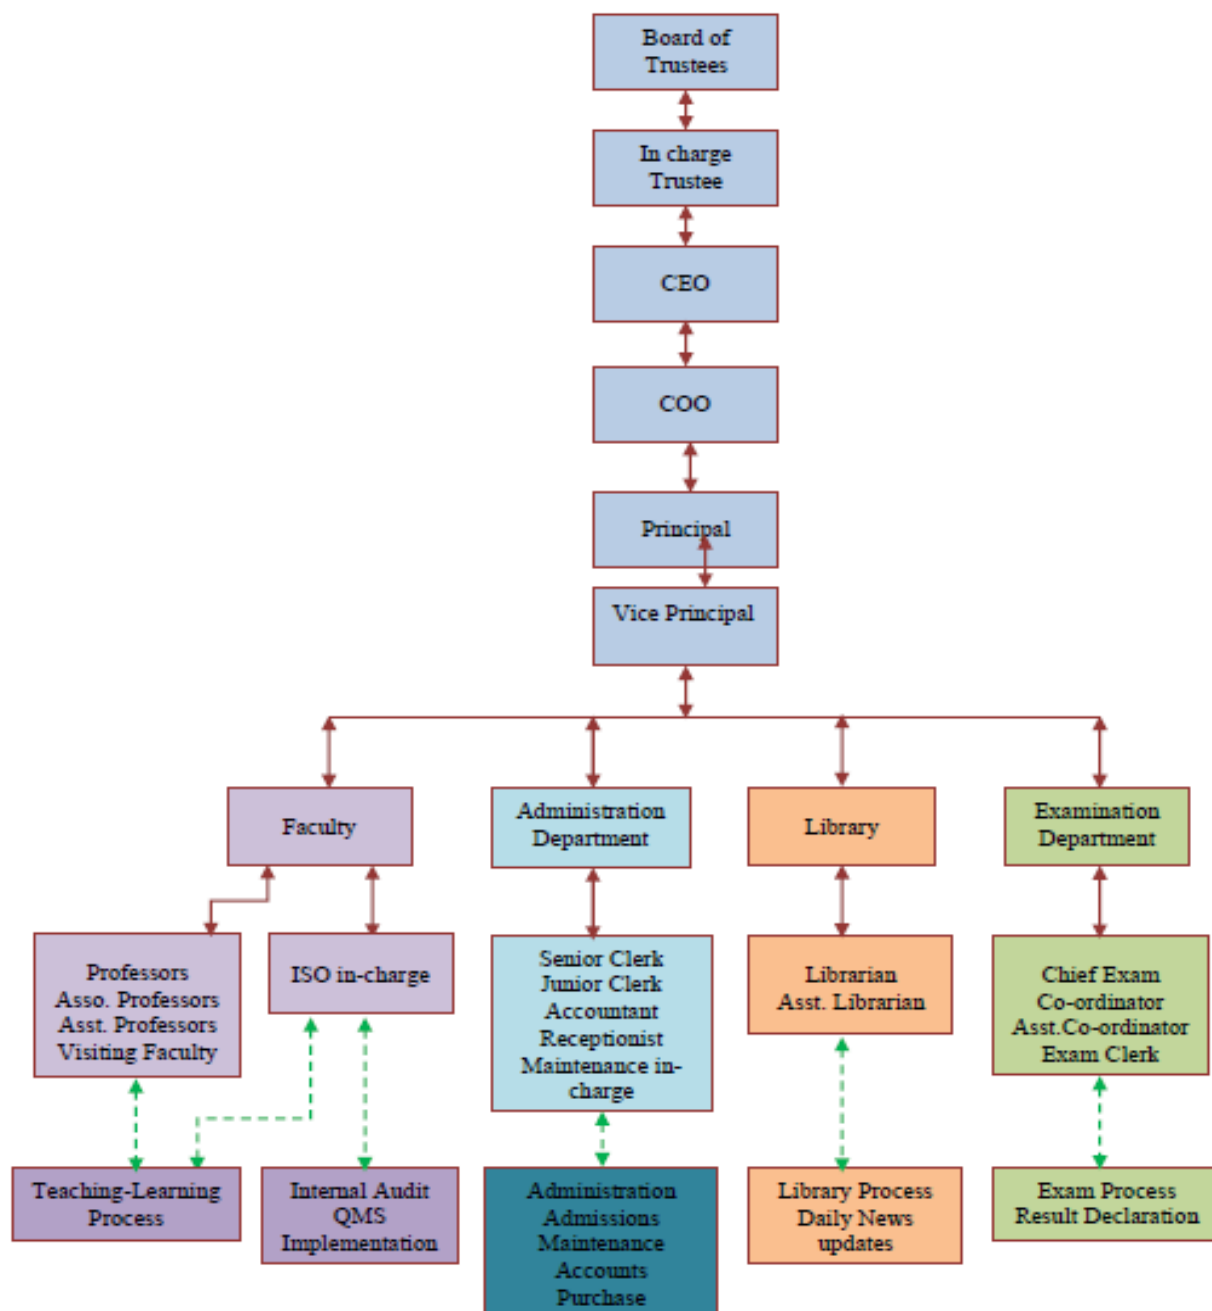 Board of
Trustees
In charge
Trustee
CEO
COO
Principal
Vice Principal
Faculty
Administration
Department
Library
Examination
Department
Professors
Asso. Professors
Asst. Professors
Visiting Faculty
ISO in-charge
Senior Clerk
Junior Clerk
Accountant
Receptionist
Maintenance in-
charge
Librarian
Asst. Librarian
Chief Exam
Co-ordinator
Asst.Co-ordinator
Exam Clerk
Teaching-Learning
Process
Internal Audit
QMS
Implementation
Administration
Admissions
Maintenance
Accounts
Purchase
Library Process
Daily News
updates
Exam Process
Result Declaration